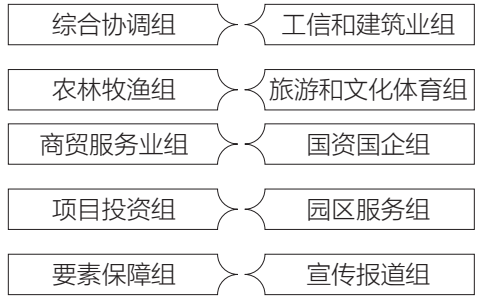 综合协调组
工信和建筑业组
农林牧渔组
旅游和文化体育组
商贸服务业组
国资国企组
项目投资组
园区服务组
要素保障组
宣传报道组